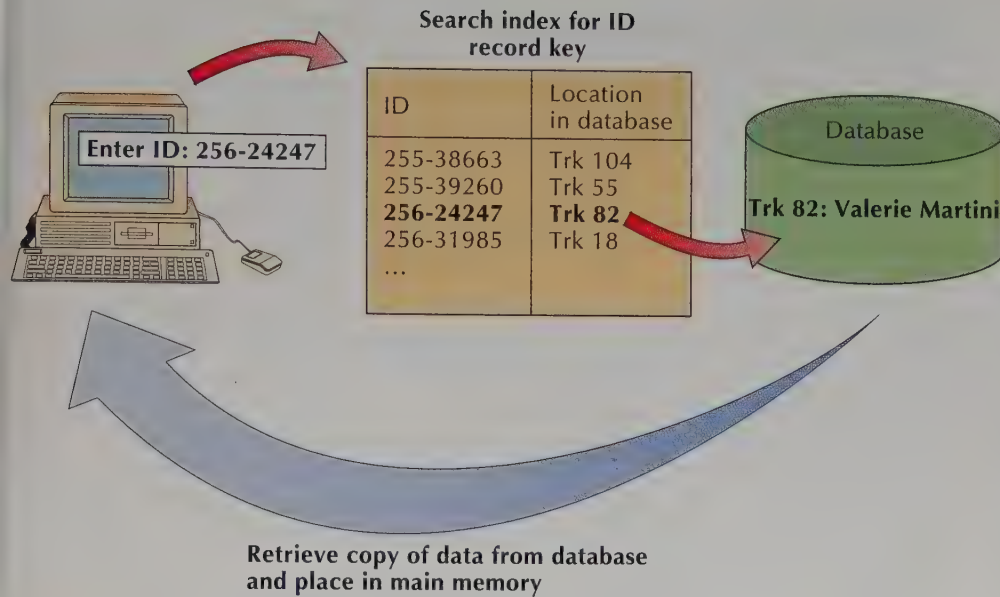 Search index for ID
record key
Enter ID: 256-24247
ID Location
in database
255-38663 Trk 104
255-39260 Trk 55
256-24247 Trk 82
256-31985 Trk 18
...
Database
Trk 82: Valerie Martini
Retrieve copy of data from database
and place in main memory